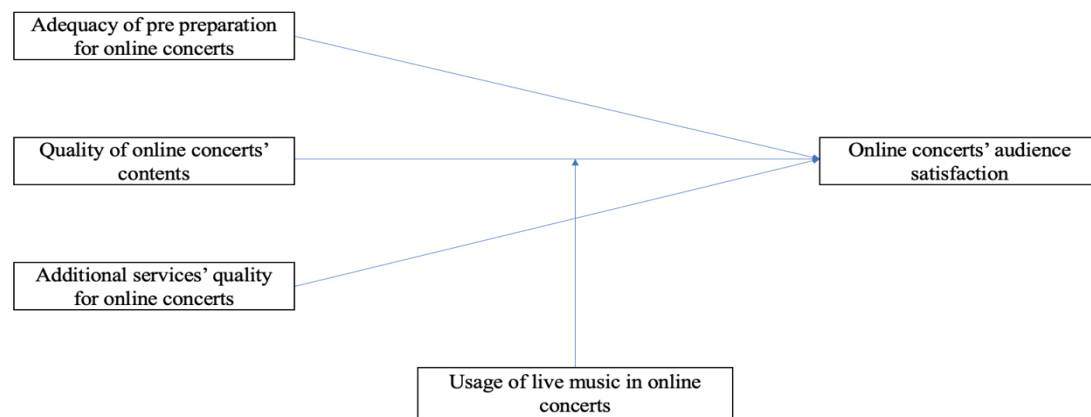 Adequacy of pre preparation
for online concerts
Quality of online concerts’
contents
Online concerts’ audience
satisfaction
Additional services’ quality
for online concerts
Usage of live music in online
concerts